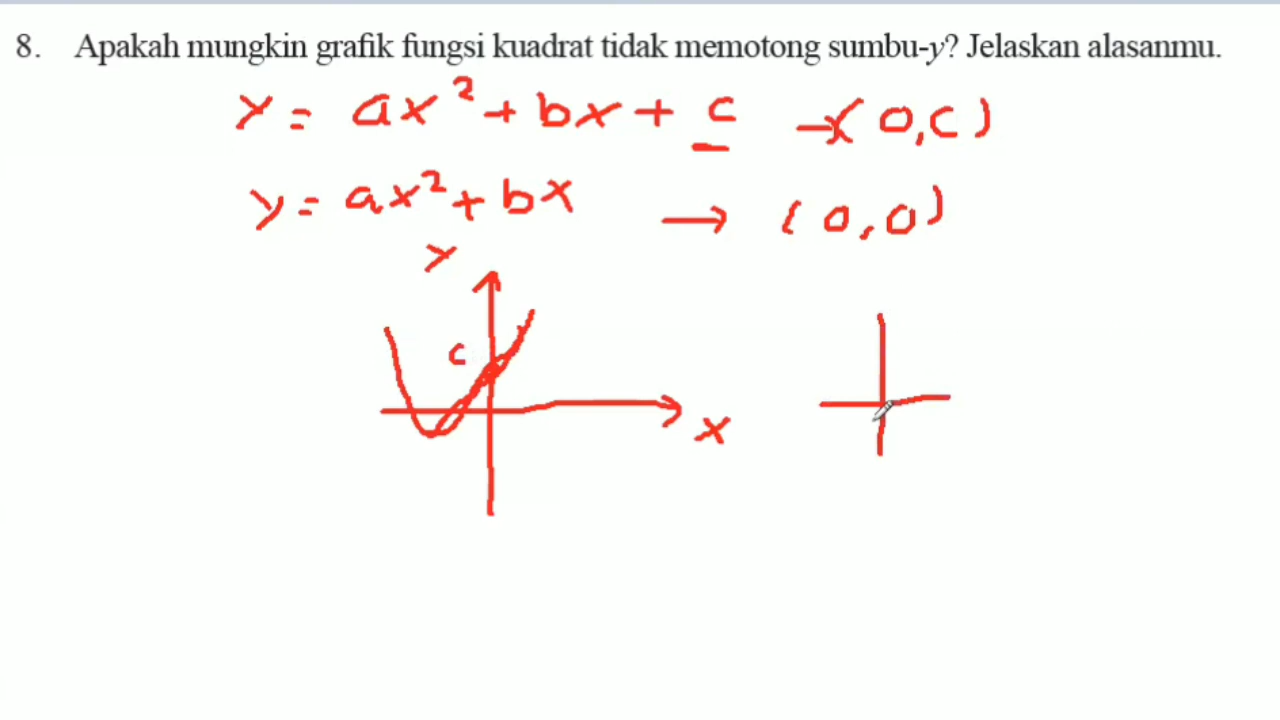 8. Apakah mungkin grafik fungsi kuadrat tidak memotong sumbu-y? Jelaskan alasanmu.
y = ax² + bx + c → (0,c)
y = ax² + bx → (0,0)
y
c
x